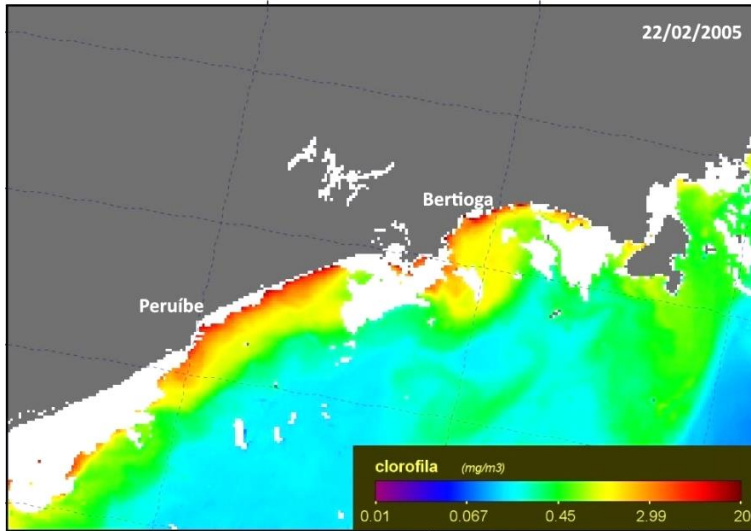 22/02/2005
Bertioga
Peruíbe
clorofila (mg/m3)
0.01 0.067 0.45 2.99 20